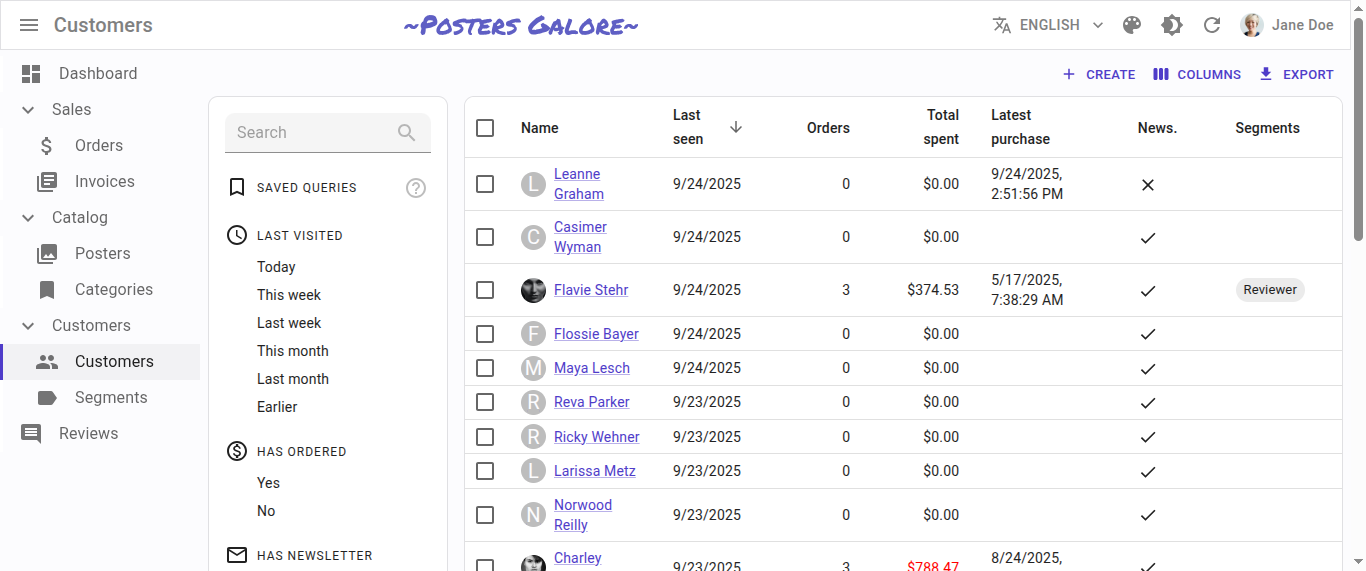 Customers
~Posters Galore~
ENGLISH
Jane Doe
Dashboard
Sales
Orders
Invoices
Catalog
Posters
Categories
Customers
Customers
Segments
Reviews
CREATE
COLUMNS
EXPORT
Search
SAVED QUERIES
?
LAST VISITED
Today
This week
Last week
This month
Last month
Earlier
HAS ORDERED
Yes
No
HAS NEWSLETTER
Name
Last
seen
Orders
Total
spent
Latest
purchase
News.
Segments
L
Leanne
Graham
9/24/2025
0
$0.00
9/24/2025,
2:51:56 PM
C
Casimer
Wyman
9/24/2025
0
$0.00
Flavie Stehr
9/24/2025
3
$374.53
5/17/2025,
7:38:29 AM
Reviewer
F
Flossie Bayer
9/24/2025
0
$0.00
M
Maya Lesch
9/24/2025
0
$0.00
R
Reva Parker
9/23/2025
0
$0.00
R
Ricky Wehner
9/23/2025
0
$0.00
L
Larissa Metz
9/23/2025
0
$0.00
N
Norwood
Reilly
9/23/2025
0
$0.00
Charley
9/23/2025
3
$788.47
8/24/2025,